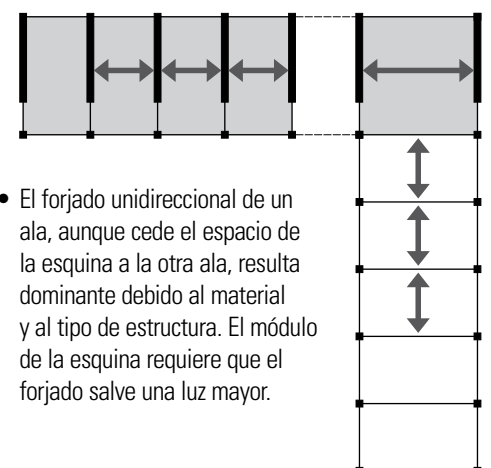 • El forjado unidireccional de un
ala, aunque cede el espacio de
la esquina a la otra ala, resulta
dominante debido al material
y al tipo de estructura. El módulo
de la esquina requiere que el
forjado salve una luz mayor.